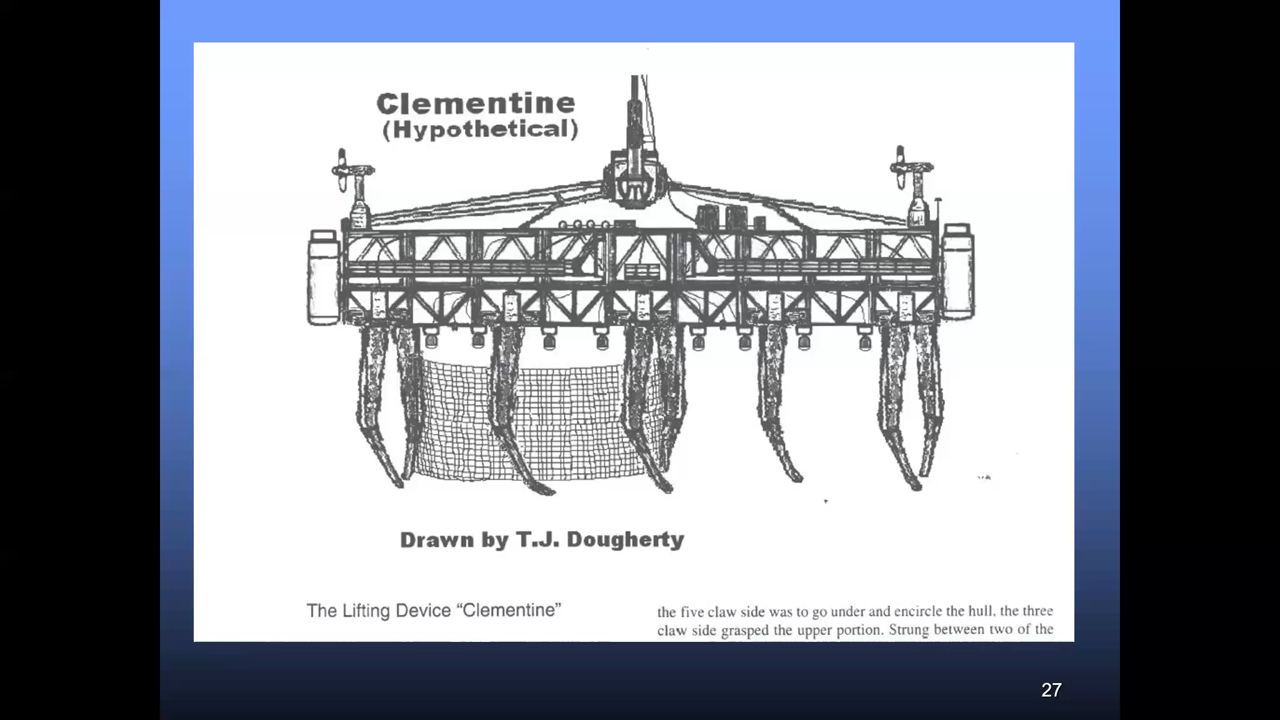 Clementine
(Hypothetical)
Drawn by T.J. Dougherty
The Lifting Device “Clementine”
the five claw side was to go under and encircle the hull. the three
claw side grasped the upper portion. Strung between two of the
27